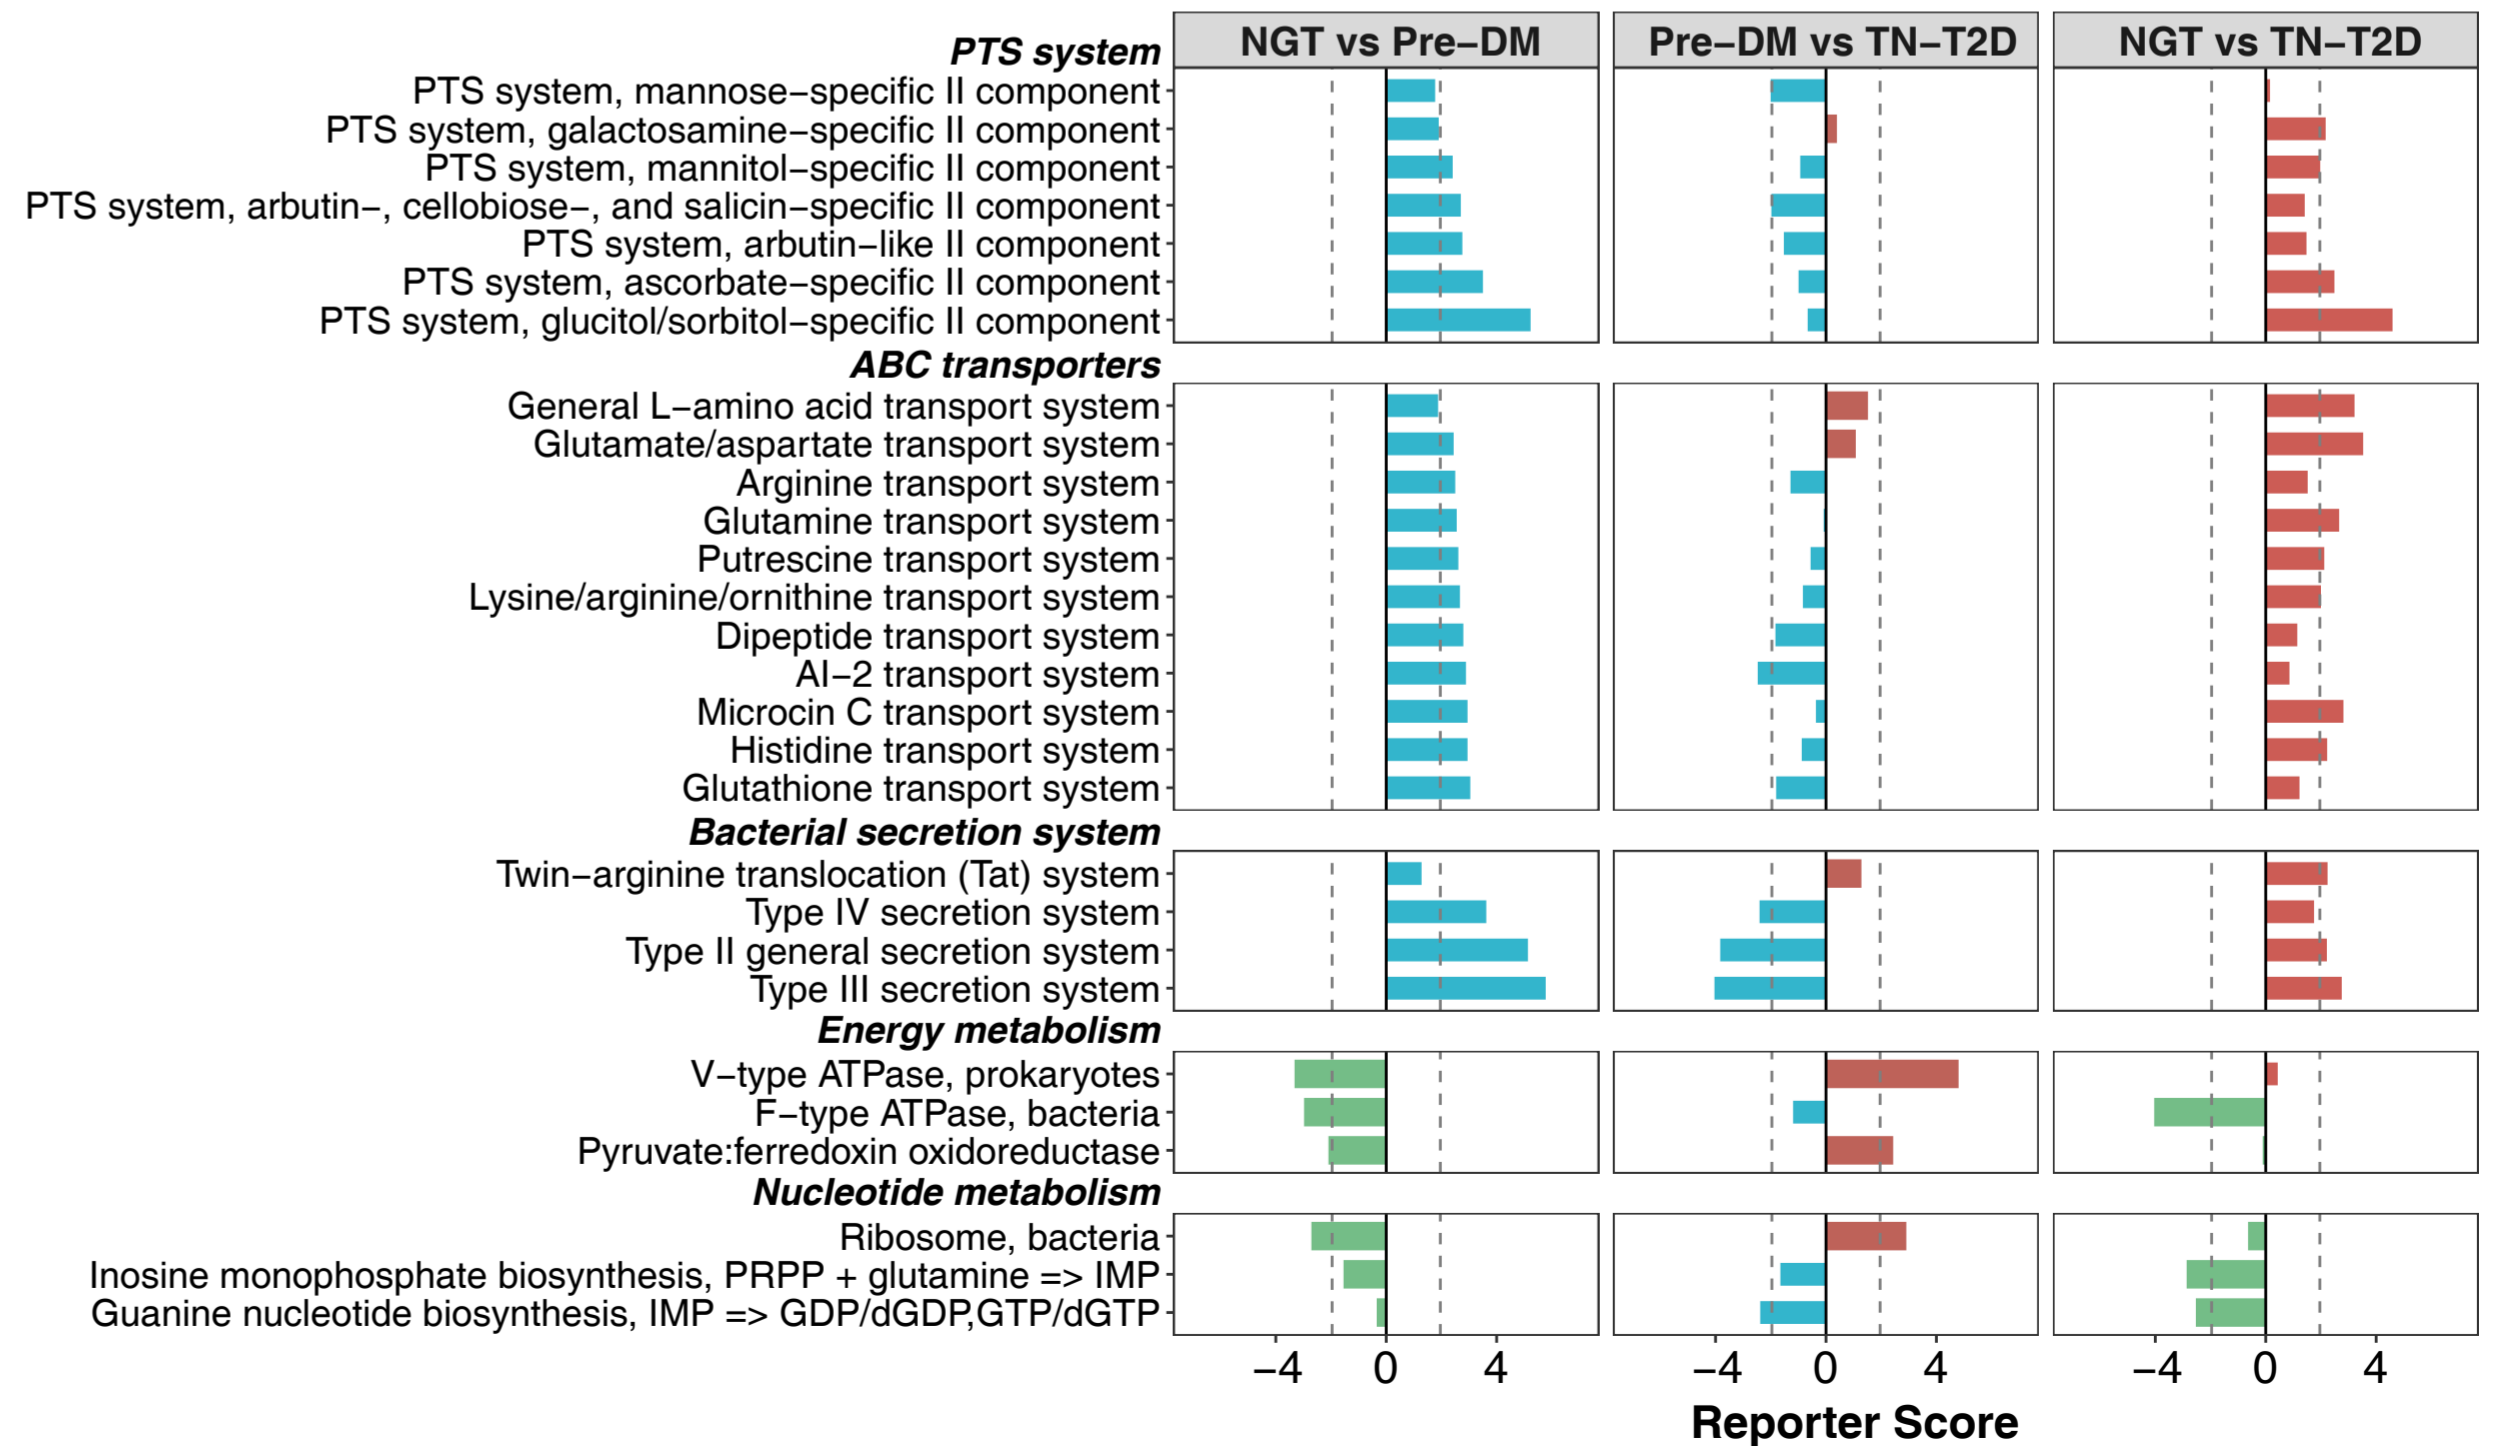 NGT vs Pre−DM
Pre−DM vs TN−T2D
NGT vs TN−T2D
PTS system
PTS system, mannose−specific II component
PTS system, galactosamine−specific II component
PTS system, mannitol−specific II component
PTS system, arbutin−, cellobiose−, and salicin−specific II component
PTS system, arbutin−like II component
PTS system, ascorbate−specific II component
PTS system, glucitol/sorbitol−specific II component
ABC transporters
General L−amino acid transport system
Glutamate/aspartate transport system
Arginine transport system
Glutamine transport system
Putrescine transport system
Lysine/arginine/ornithine transport system
Dipeptide transport system
AI−2 transport system
Microcin C transport system
Histidine transport system
Glutathione transport system
Bacterial secretion system
Twin−arginine translocation (Tat) system
Type IV secretion system
Type II general secretion system
Type III secretion system
Energy metabolism
V−type ATPase, prokaryotes
F−type ATPase, bacteria
Pyruvate:ferredoxin oxidoreductase
Nucleotide metabolism
Ribosome, bacteria
Inosine monophosphate biosynthesis, PRPP + glutamine => IMP
Guanine nucleotide biosynthesis, IMP => GDP/dGDP,GTP/dGTP
−4 0 4
−4 0 4
−4 0 4
Reporter Score